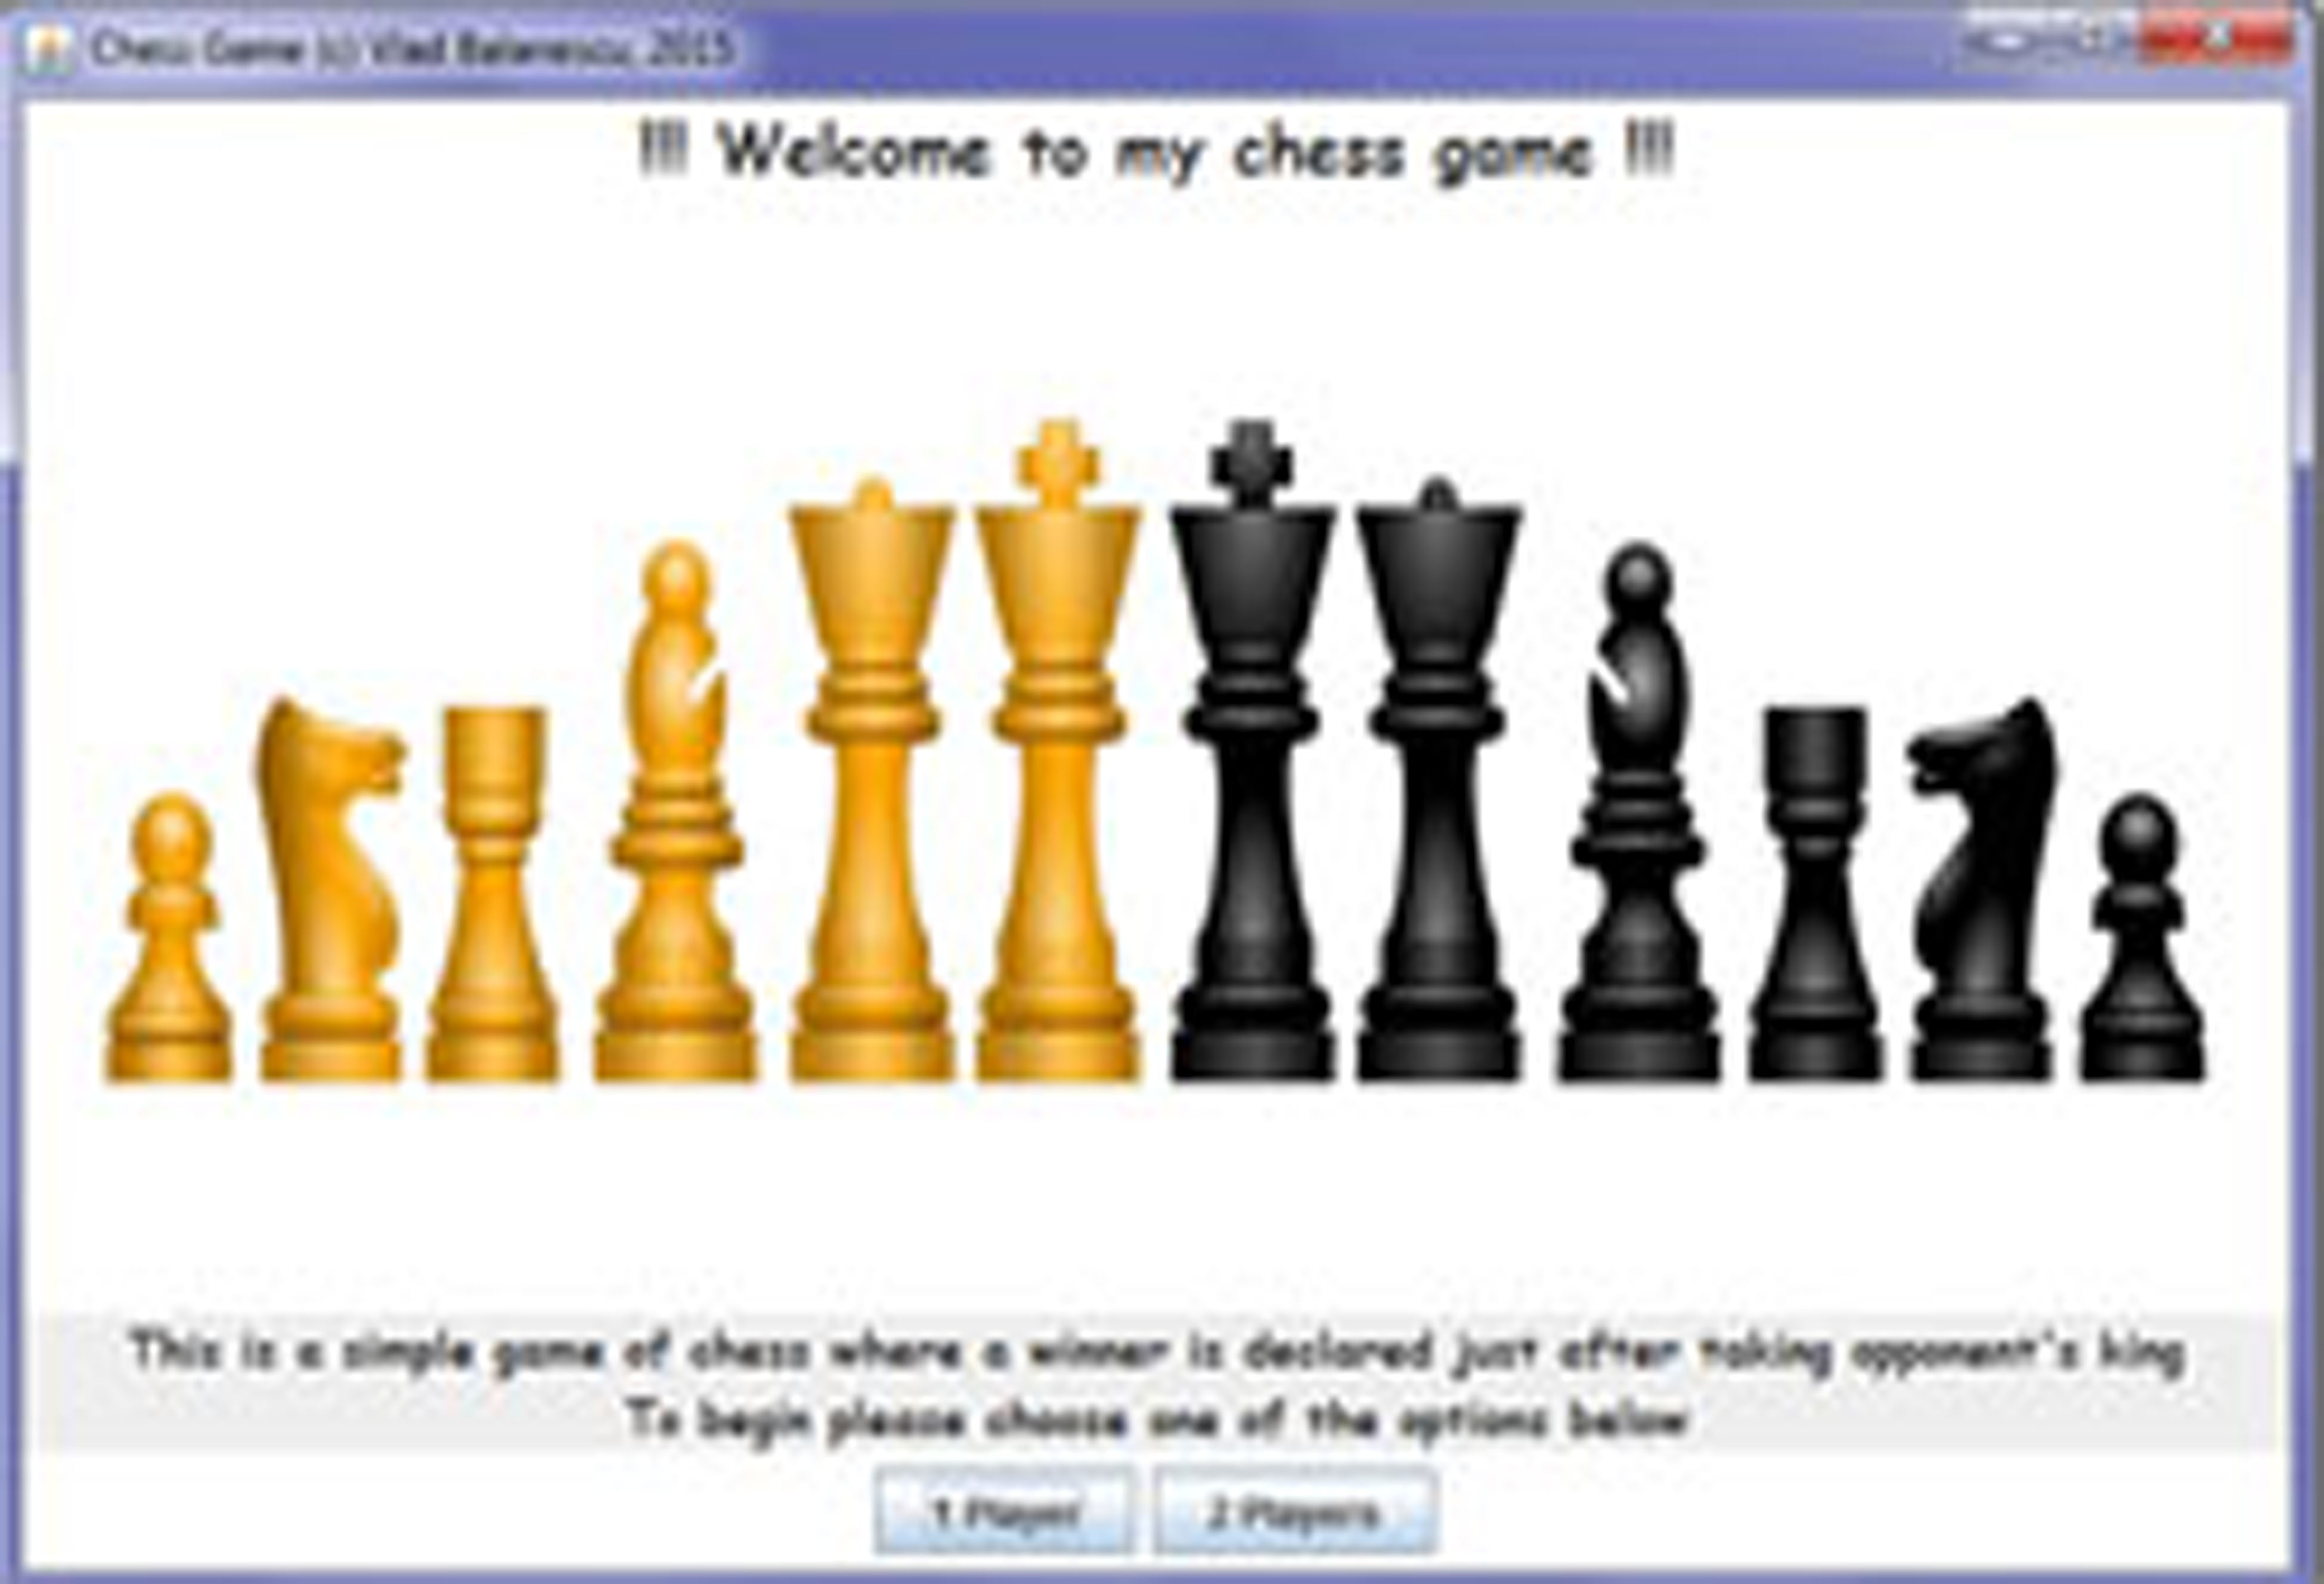 Chess Game (c) Vlad Balanescu, 2015
!!! Welcome to my chess game !!!
This is a simple game of chess where a winner is declared just after taking opponent's king
To begin please choose one of the options below
1 Player
2 Players